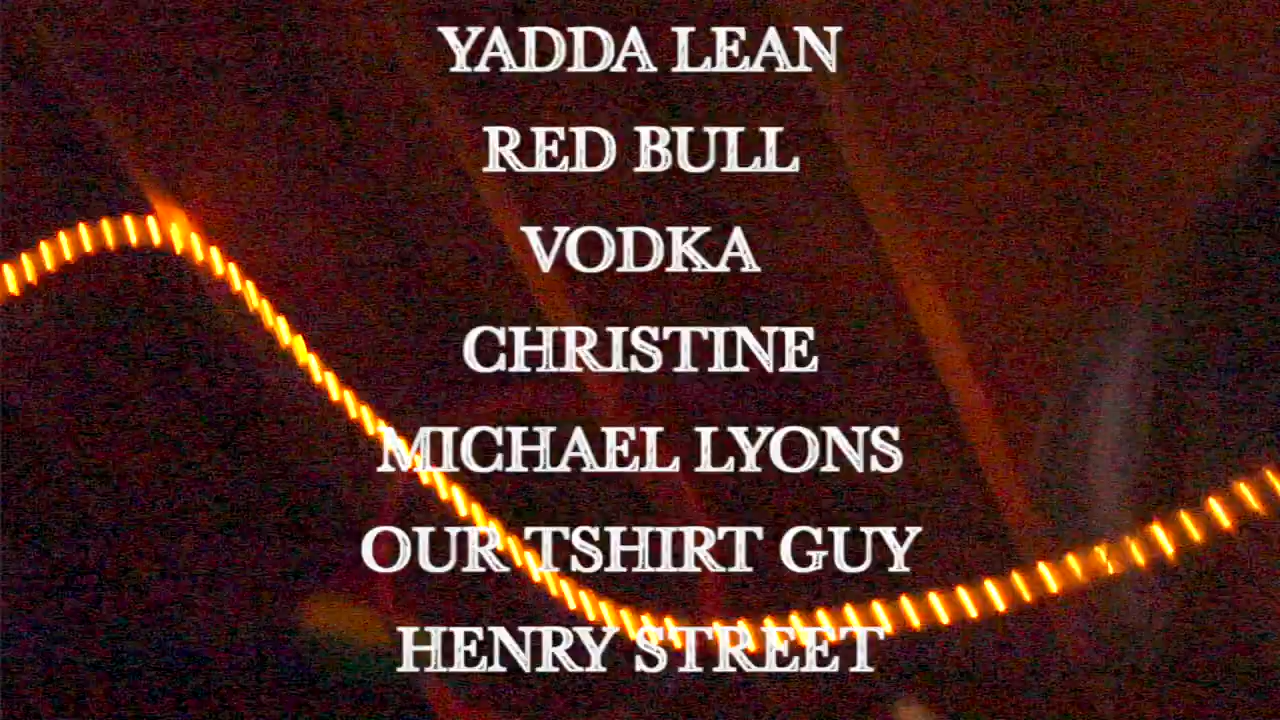 YADDA LEAN
RED BULL
VODKA
CHRISTINE
MICHAEL LYONS
OUR TSHIRT GUY
HENRY STREET